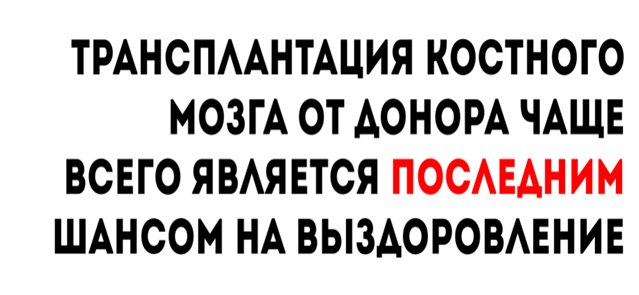 ТРАНСПЛАНТАЦИЯ КОСТНОГО
МОЗГА ОТ ДОНОРА ЧАЩЕ
ВСЕГО ЯВЛЯЕТСЯ ПОСЛЕДНИМ
ШАНСОМ НА ВЫЗДОРОВЛЕНИЕ